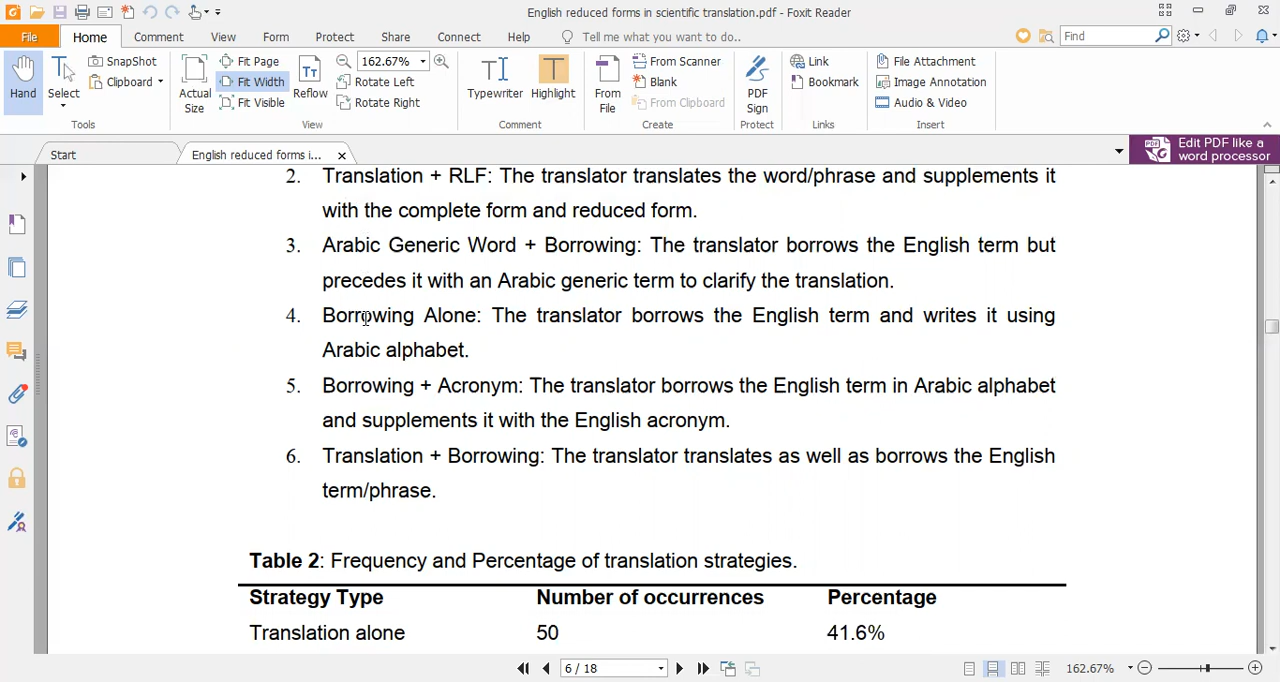 English reduced forms in scientific translation.pdf - Foxit Reader
File Home Comment View Form Protect Share Connect Help Tell me what you want to do.. Find
Hand
Select
SnapShot
Clipboard
Tools
Actual Size
Fit Page
Fit Width
Fit Visible
Reflow
162.67%
Rotate Left
Rotate Right
View
Typewriter
Highlight
Comment
From File
From Scanner
Blank
From Clipboard
Create
PDF Sign
Protect
Link
Bookmark
Links
File Attachment
Image Annotation
Audio & Video
Insert
Start
English reduced forms i...
Edit PDF like a
word processor
2. Translation + RLF: The translator translates the word/phrase and supplements it
with the complete form and reduced form.
3. Arabic Generic Word + Borrowing: The translator borrows the English term but
precedes it with an Arabic generic term to clarify the translation.
4. Borrowing Alone: The translator borrows the English term and writes it using
Arabic alphabet.
5. Borrowing + Acronym: The translator borrows the English term in Arabic alphabet
and supplements it with the English acronym.
6. Translation + Borrowing: The translator translates as well as borrows the English
term/phrase.
Table 2: Frequency and Percentage of translation strategies.
Strategy Type Number of occurrences Percentage
Translation alone 50 41.6%
6 / 18
162.67%